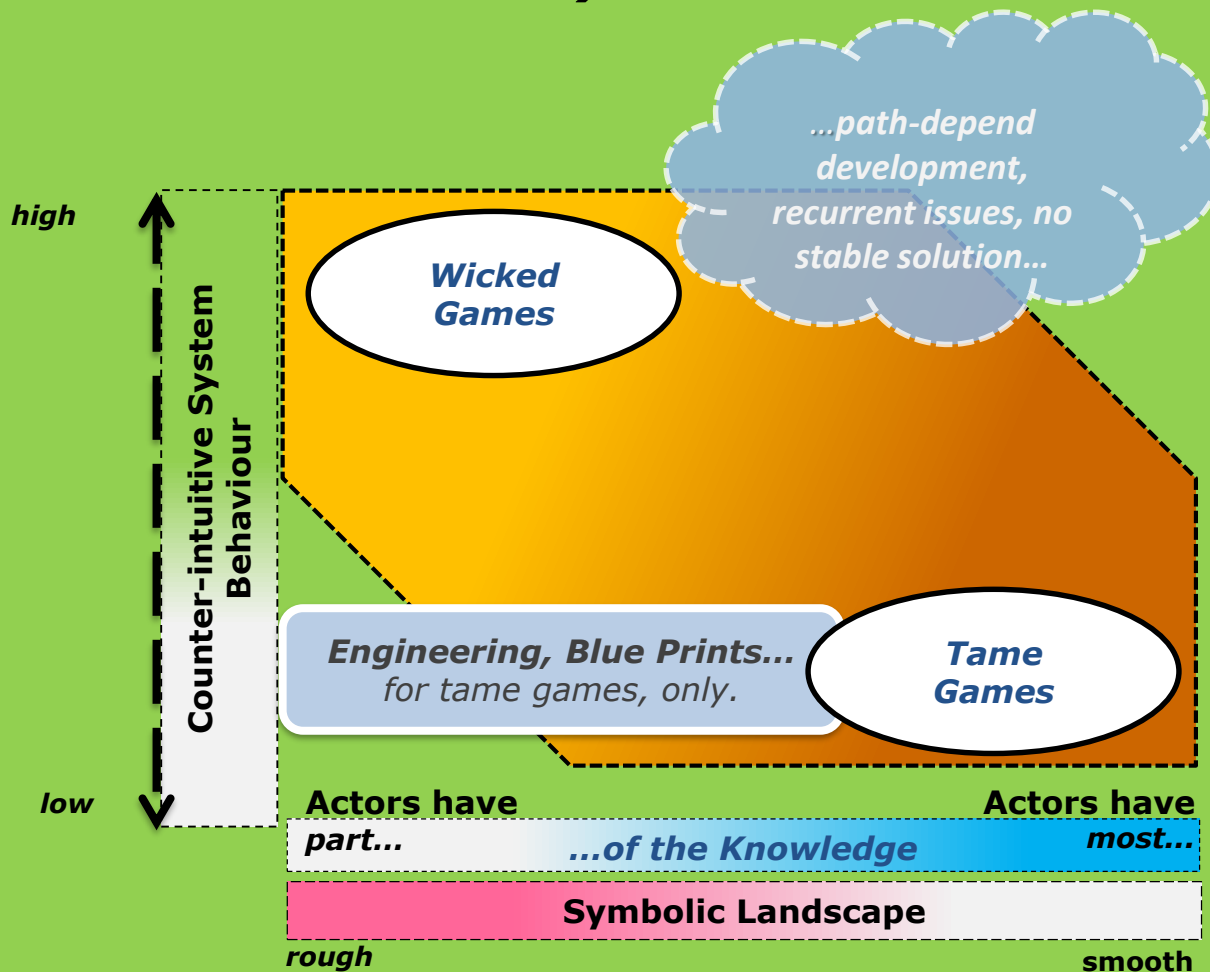 ...path-depend
development,
recurrent issues, no
stable solution...
high
Wicked
Games
Counter-intuitive System
Behaviour
Engineering, Blue Prints...
for tame games, only.
Tame
Games
low
Actors have
part...
Actors have
most...
...of the Knowledge
Symbolic Landscape
rough
smooth